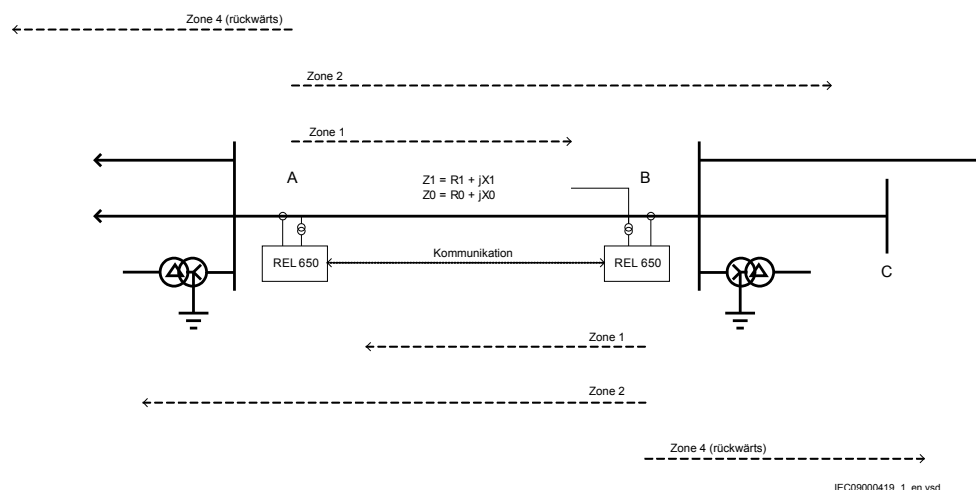 Zone 4 (rückwärts)
Zone 2
Zone 1
A
Z1 = R1 + jX1
Z0 = R0 + jX0
B
REL 650
Kommunikation
REL 650
C
Zone 1
Zone 2
Zone 4 (rückwärts)
IEC09000419_1_en.vsd